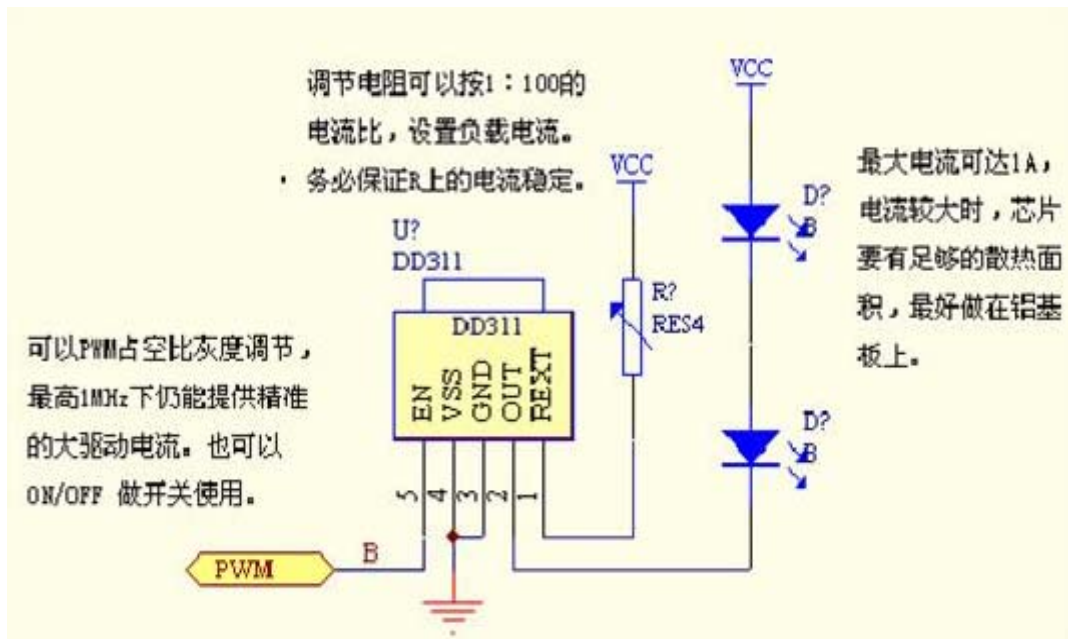 调节电阻可以按1：100的
电流比，设置负载电流。
· 务必保证R上的电流稳定。
VCC
VCC
最大电流可达1A，
电流较大时，芯片
要有足够的散热面
积，最好做在铝基
板上。
D?
B
U?
DD311
DD311
EN
VSS
GND
OUT
REXT
R?
RES4
可以PWM占空比灰度调节，
最高1MHz下仍能提供精准
的大驱动电流。也可以
ON/OFF 做开关使用。
D?
B
5
4
3
2
1
B
PWM